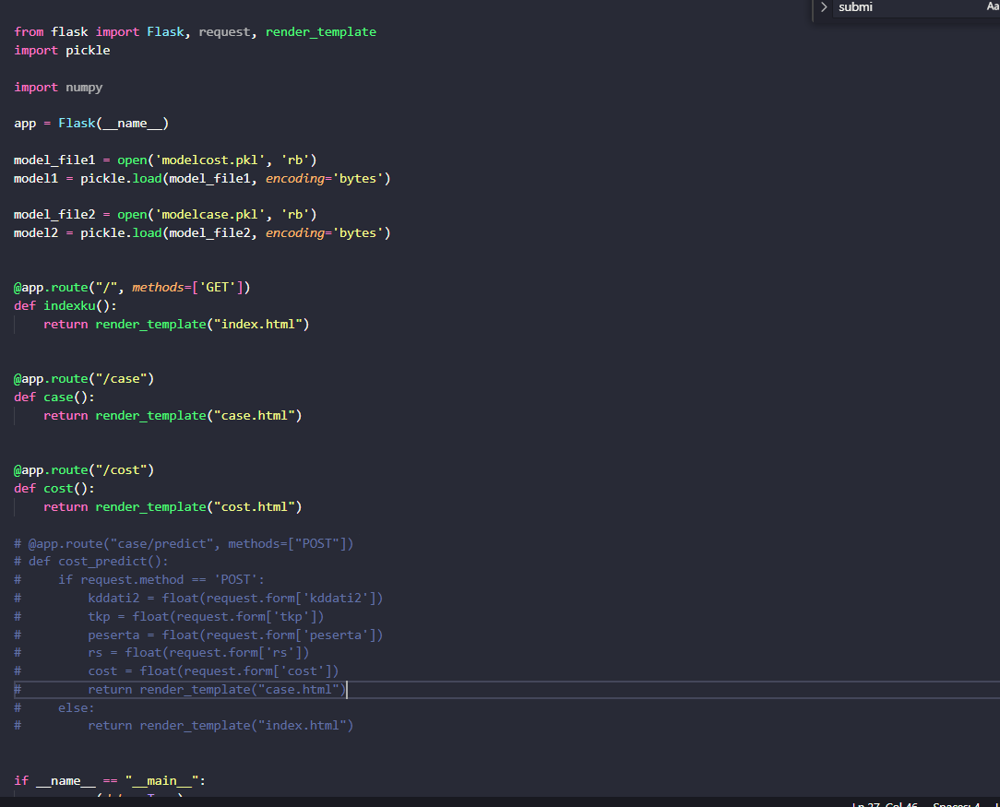 submi
Aa
from flask import Flask, request, render_template
import pickle
import numpy
app = Flask(__name__)
model_file1 = open('modelcost.pkl', 'rb')
model1 = pickle.load(model_file1, encoding='bytes')
model_file2 = open('modelcase.pkl', 'rb')
model2 = pickle.load(model_file2, encoding='bytes')
@app.route("/", methods=['GET'])
def indexku():
    return render_template("index.html")
@app.route("/case")
def case():
    return render_template("case.html")
@app.route("/cost")
def cost():
    return render_template("cost.html")
# @app.route("case/predict", methods=["POST"])
# def cost_predict():
#     if request.method == 'POST':
#         kddati2 = float(request.form['kddati2'])
#         tkp = float(request.form['tkp'])
#         peserta = float(request.form['peserta'])
#         rs = float(request.form['rs'])
#         cost = float(request.form['cost'])
#         return render_template("case.html")
#     else:
#         return render_template("index.html")
if __name__ == "__main__":